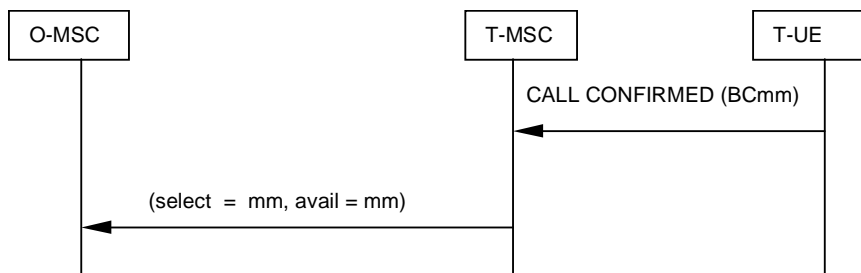 O-MSC
T-MSC
T-UE
CALL CONFIRMED (BCmm)
(select = mm, avail = mm)